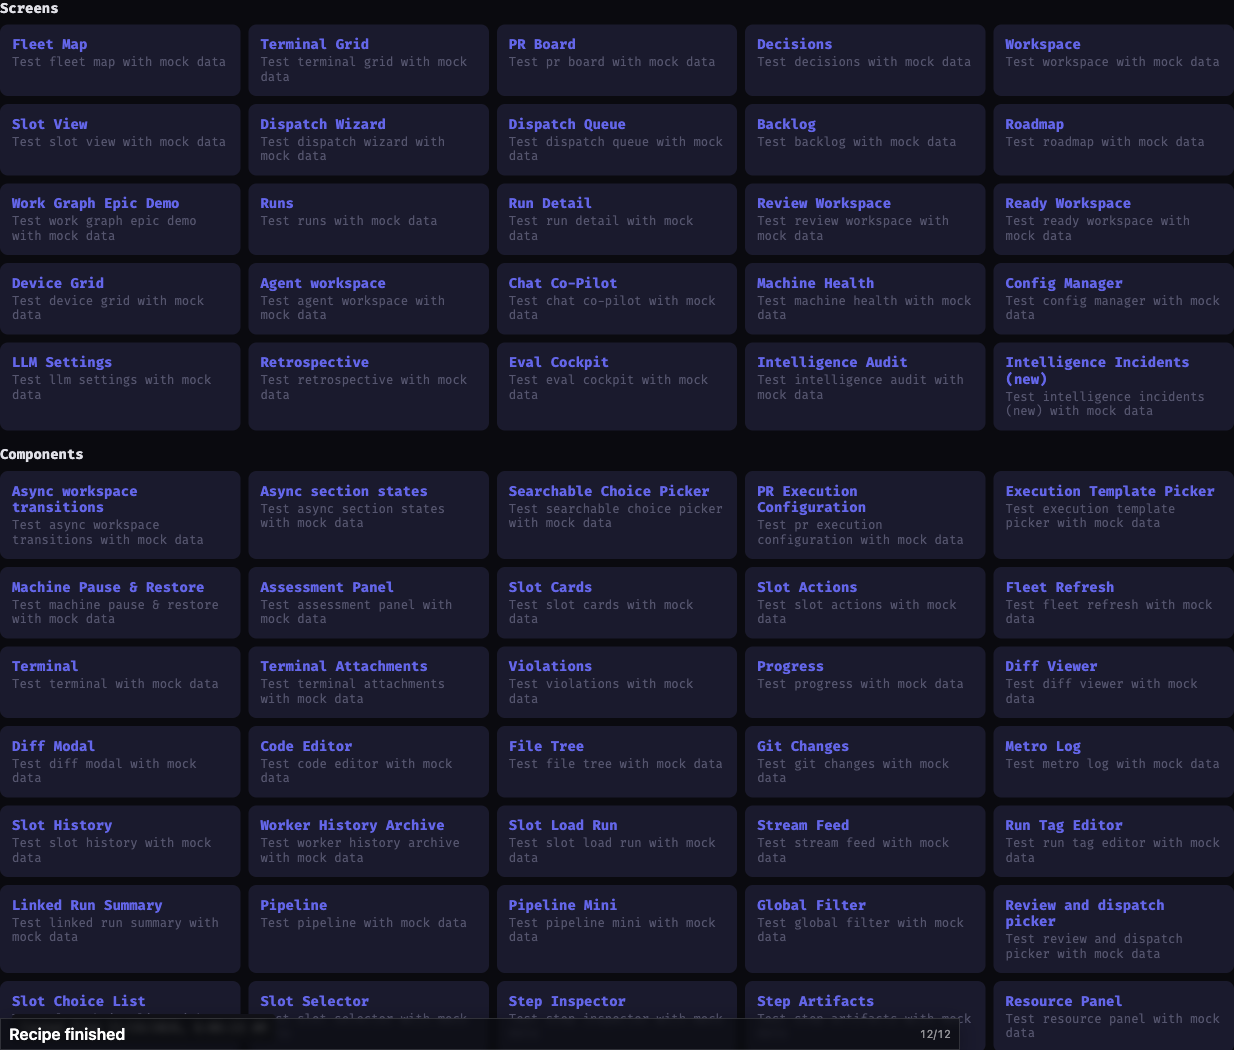 Screens
Fleet Map
Test fleet map with mock data
Terminal Grid
Test terminal grid with mock
data
PR Board
Test pr board with mock data
Decisions
Test decisions with mock data
Workspace
Test workspace with mock data
Slot View
Test slot view with mock data
Dispatch Wizard
Test dispatch wizard with
mock data
Dispatch Queue
Test dispatch queue with mock
data
Backlog
Test backlog with mock data
Roadmap
Test roadmap with mock data
Work Graph Epic Demo
Test work graph epic demo
with mock data
Runs
Test runs with mock data
Run Detail
Test run detail with mock
data
Review Workspace
Test review workspace with
mock data
Ready Workspace
Test ready workspace with
mock data
Device Grid
Test device grid with mock
data
Agent workspace
Test agent workspace with
mock data
Chat Co-Pilot
Test chat co-pilot with mock
data
Machine Health
Test machine health with mock
data
Config Manager
Test config manager with mock
data
LLM Settings
Test llm settings with mock
data
Retrospective
Test retrospective with mock
data
Eval Cockpit
Test eval cockpit with mock
data
Intelligence Audit
Test intelligence audit with
mock data
Intelligence Incidents
(new)
Test intelligence incidents
(new) with mock data
Components
Async workspace
transitions
Test async workspace
transitions with mock data
Async section states
Test async section states
with mock data
Searchable Choice Picker
Test searchable choice picker
with mock data
PR Execution
Configuration
Test pr execution
configuration with mock data
Execution Template Picker
Test execution template
picker with mock data
Machine Pause & Restore
Test machine pause & restore
with mock data
Assessment Panel
Test assessment panel with
mock data
Slot Cards
Test slot cards with mock
data
Slot Actions
Test slot actions with mock
data
Fleet Refresh
Test fleet refresh with mock
data
Terminal
Test terminal with mock data
Terminal Attachments
Test terminal attachments
with mock data
Violations
Test violations with mock
data
Progress
Test progress with mock data
Diff Viewer
Test diff viewer with mock
data
Diff Modal
Test diff modal with mock
data
Code Editor
Test code editor with mock
data
File Tree
Test file tree with mock data
Git Changes
Test git changes with mock
data
Metro Log
Test metro log with mock data
Slot History
Test slot history with mock
data
Worker History Archive
Test worker history archive
with mock data
Slot Load Run
Test slot load run with mock
data
Stream Feed
Test stream feed with mock
data
Run Tag Editor
Test run tag editor with mock
data
Linked Run Summary
Test linked run summary with
mock data
Pipeline
Test pipeline with mock data
Pipeline Mini
Test pipeline mini with mock
data
Global Filter
Test global filter with mock
data
Review and dispatch
picker
Test review and dispatch
picker with mock data
Slot Choice List
Slot Selector
Test slot selector with mock
Step Inspector
Test step inspector with mock
Step Artifacts
Test step artifacts with mock
Resource Panel
Test resource panel with mock
data
Recipe finished
12/12